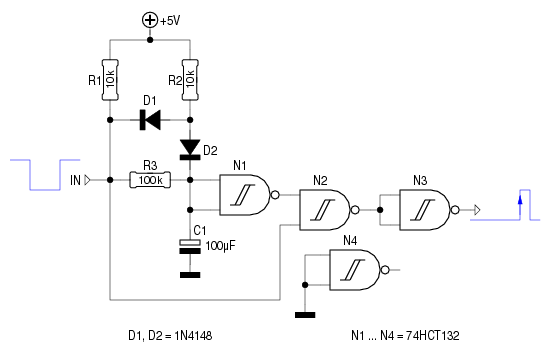 +5V
R1
10k
R2
10k
D1
D2
R3
100k
IN
N1
N2
N3
N4
C1
100µF
D1, D2 = 1N4148
N1 ... N4 = 74HCT132